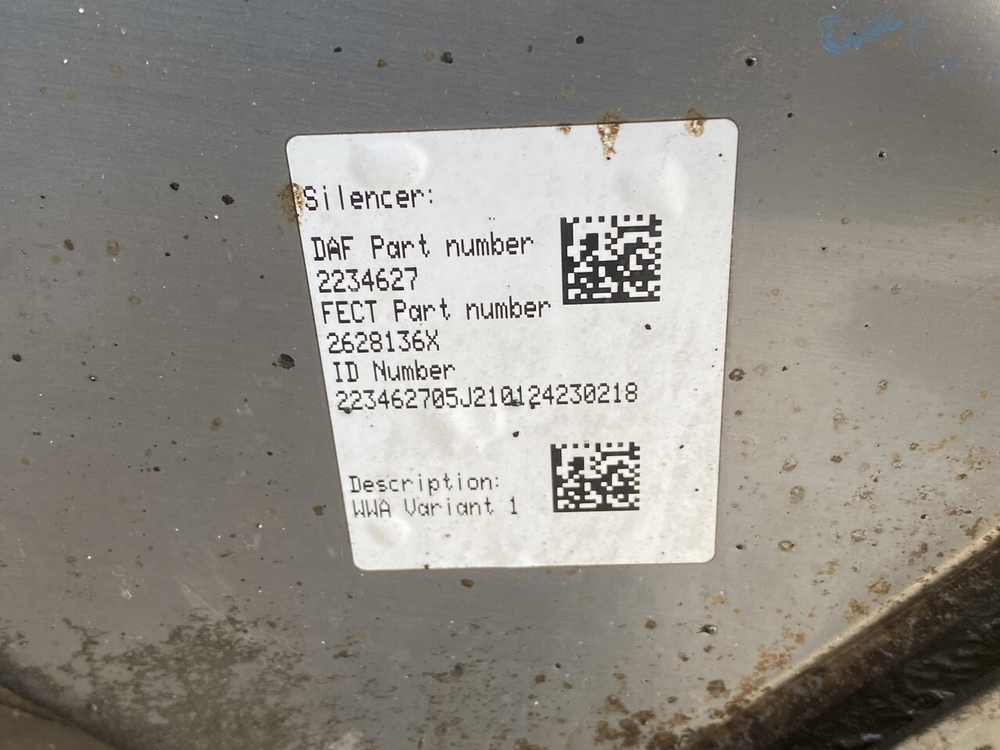 Silencer:
DAF Part number
2234627
FECT Part number
2628136X
ID Number
223462705J210124230218
Description:
WWA Variant 1